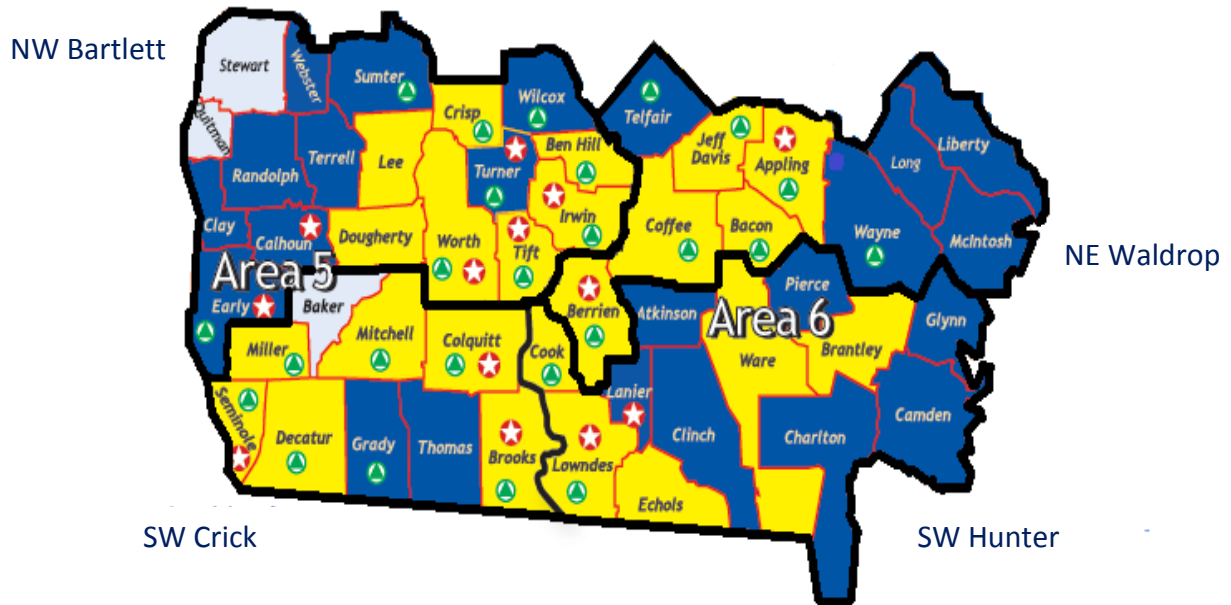 NW Bartlett
Stewart
Webster
Sumter
Crisp
Wilcox
Telfair
Jeff
Davis
Appling
Liberty
Long
Quitman
Randolph
Terrell
Lee
Turner
Ben Hill
Irwin
Clay
Calhoun
Dougherty
Worth
Tift
Coffee
Bacon
Wayne
McIntosh
NE Waldrop
Area 5
Early
Baker
Mitchell
Colquitt
Cook
Berrien
Atkinson
Area 6
Pierce
Glynn
Miller
Ware
Brantley
Seminole
Decatur
Grady
Thomas
Brooks
Lowndes
Lanier
Clinch
Charlton
Camden
Echols
SW Crick
SW Hunter